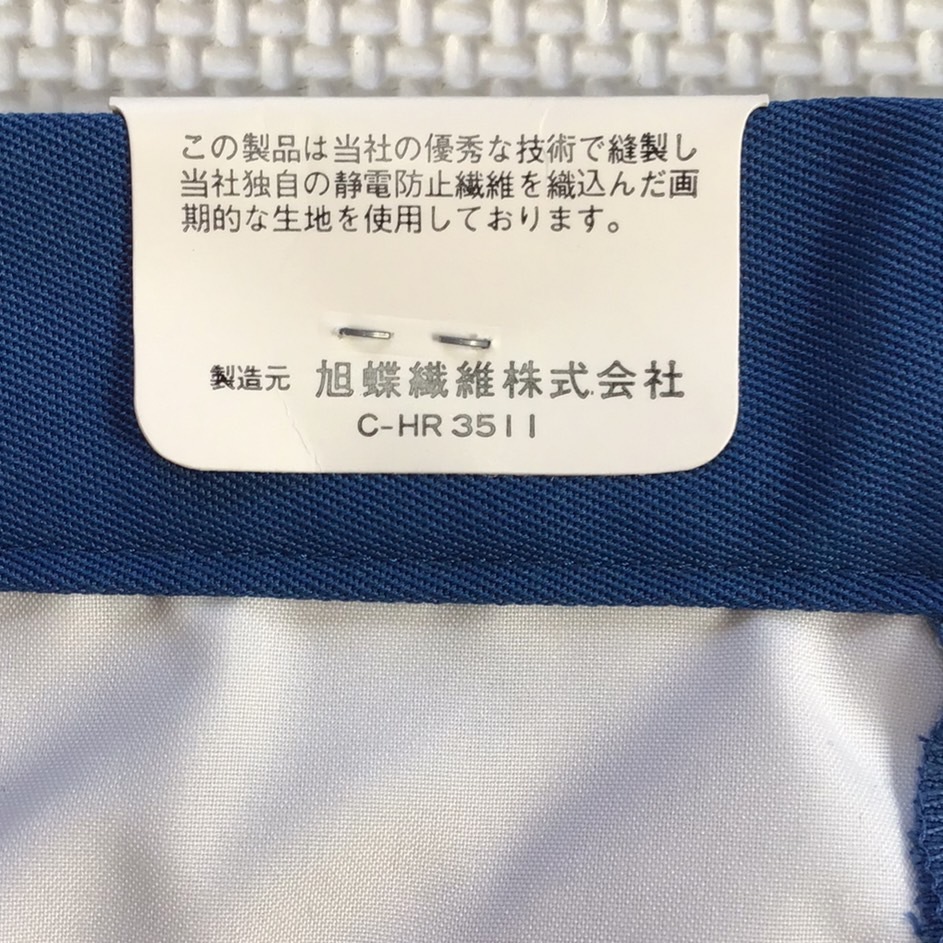 この製品は当社の優秀な技術で縫製し
当社独自の静電防止繊維を織込んだ画
期的な生地を使用しております。
製造元 旭蝶繊維株式会社
C-HR 3511